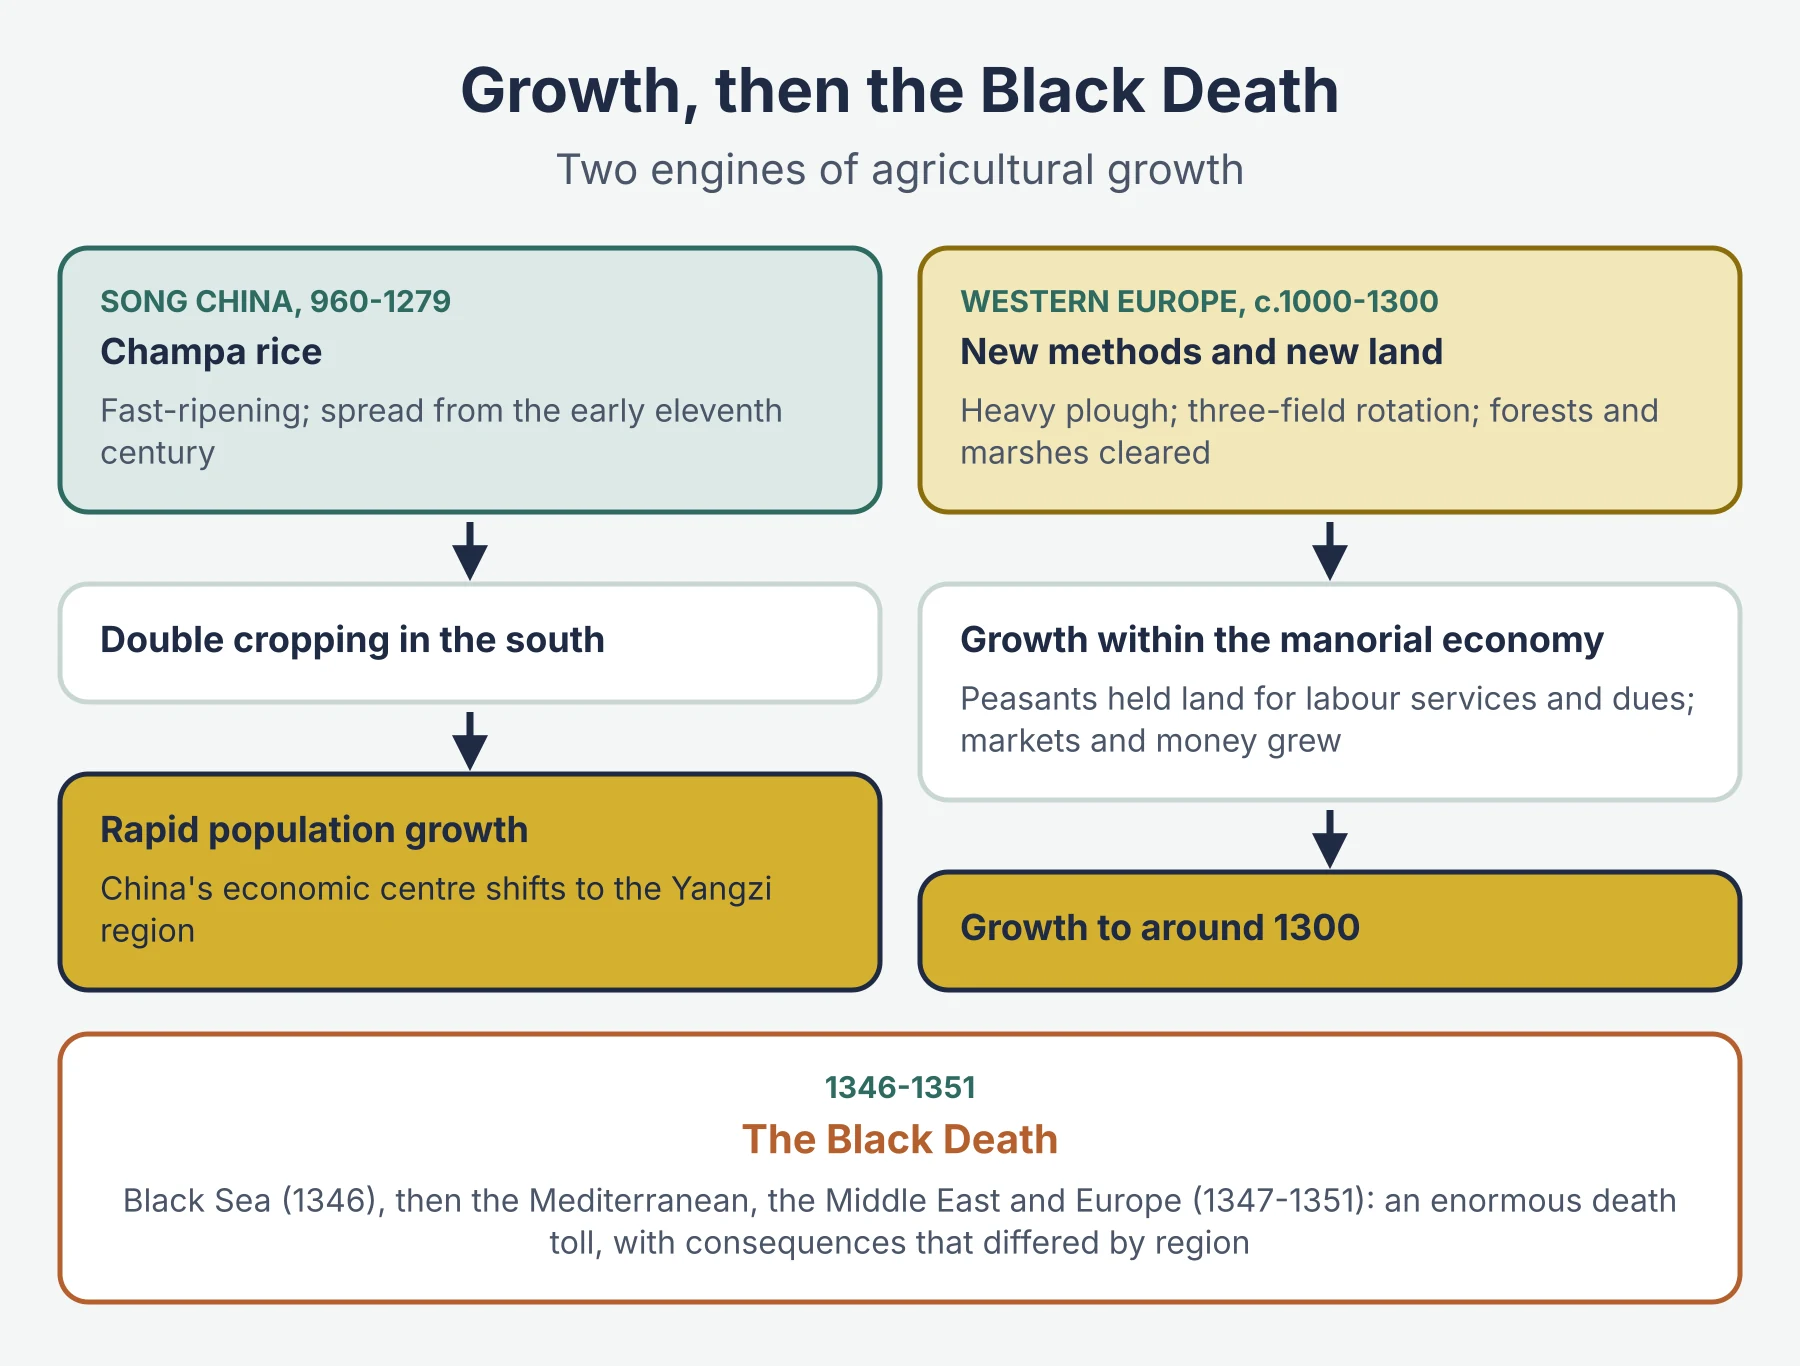 Growth, then the Black Death
Two engines of agricultural growth
SONG CHINA, 960-1279
Champa rice
Fast-ripening; spread from the early eleventh
century
Double cropping in the south
Rapid population growth
China's economic centre shifts to the Yangzi
region
WESTERN EUROPE, c.1000-1300
New methods and new land
Heavy plough; three-field rotation; forests and
marshes cleared
Growth within the manorial economy
Peasants held land for labour services and dues;
markets and money grew
Growth to around 1300
1346-1351
The Black Death
Black Sea (1346), then the Mediterranean, the Middle East and Europe (1347-1351): an enormous death
toll, with consequences that differed by region